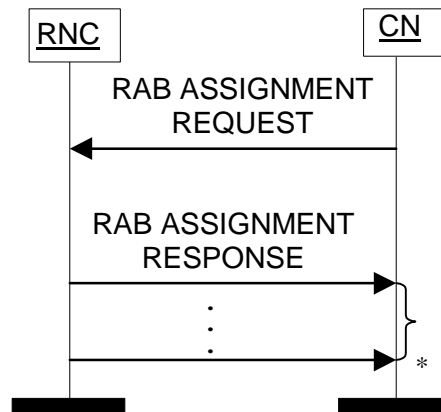 RNC
CN
RAB ASSIGNMENT
REQUEST
RAB ASSIGNMENT
RESPONSE
*